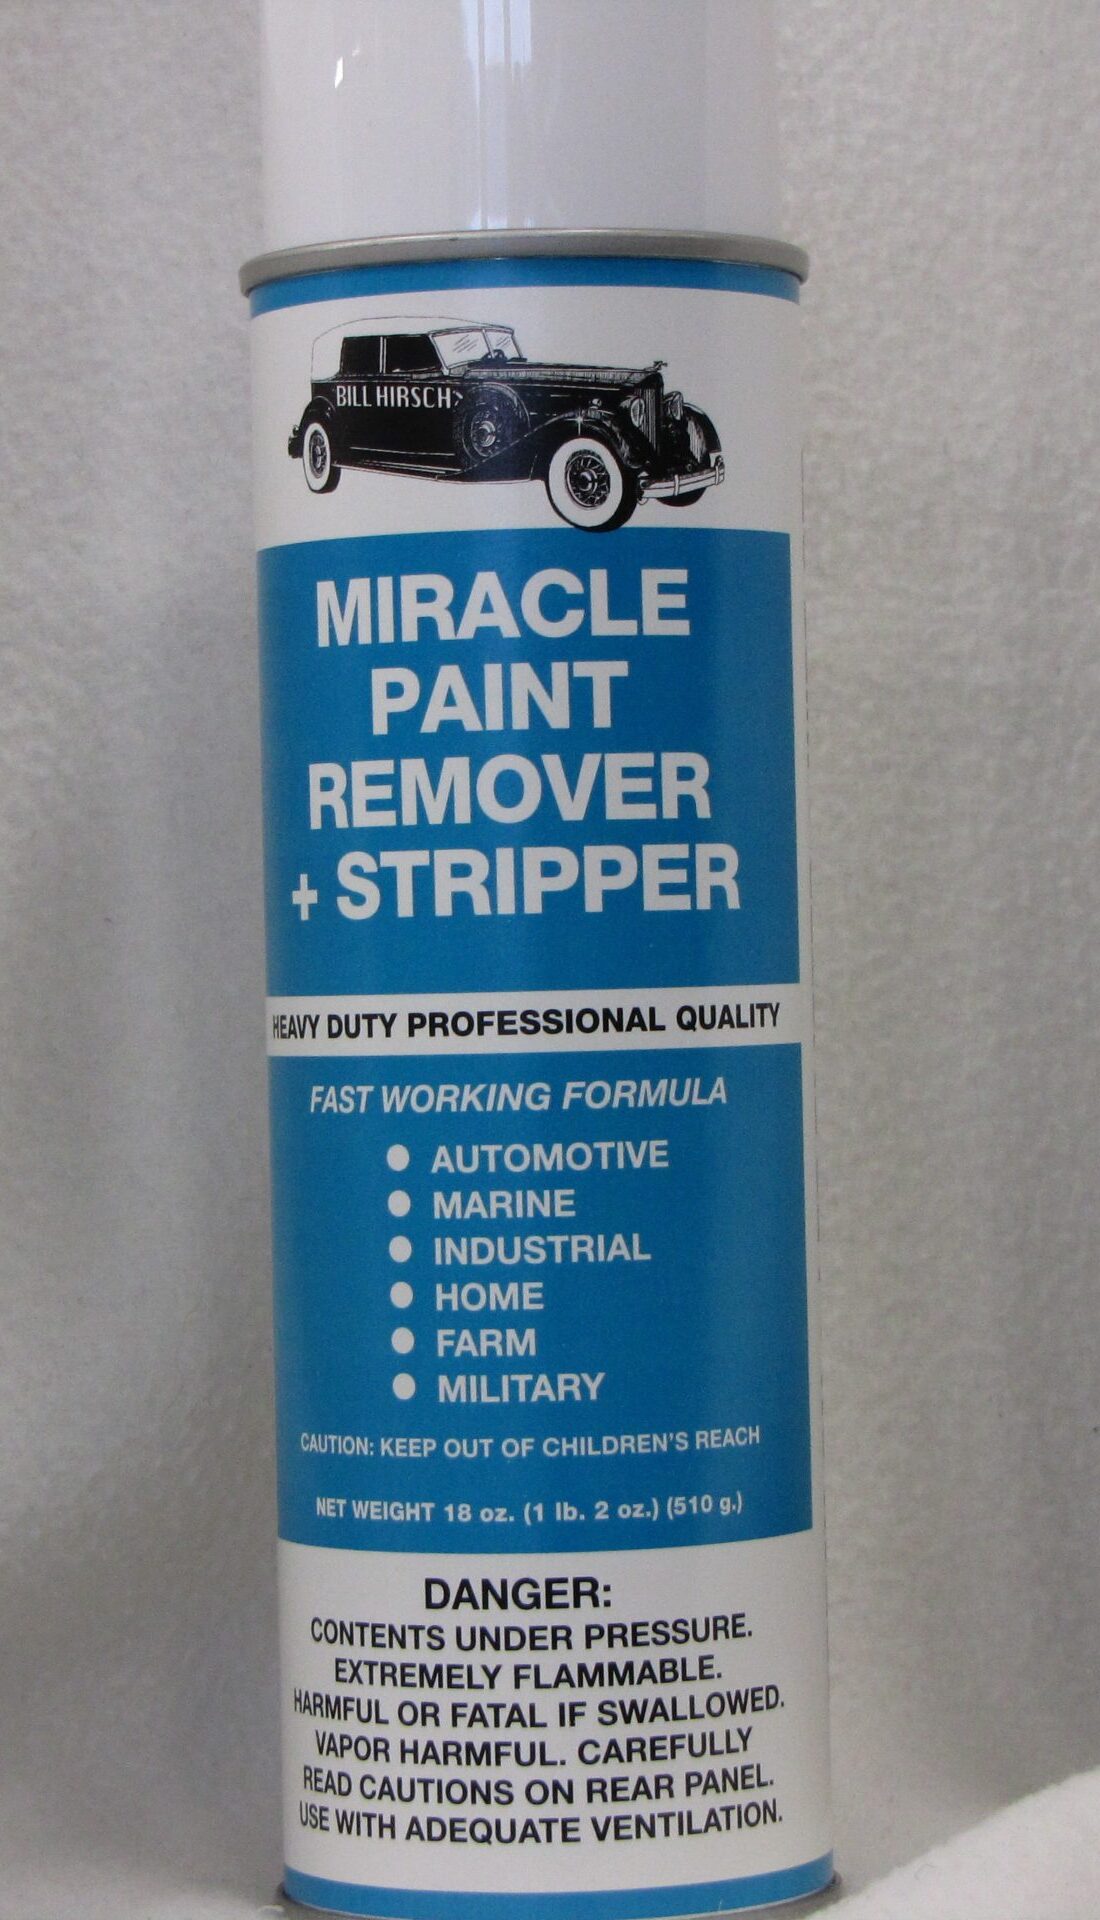 BILL HIRSCH
MIRACLE
PAINT
REMOVER
+ STRIPPER
HEAVY DUTY PROFESSIONAL QUALITY
FAST WORKING FORMULA
● AUTOMOTIVE
● MARINE
● INDUSTRIAL
● HOME
● FARM
● MILITARY
CAUTION: KEEP OUT OF CHILDREN'S REACH
NET WEIGHT 18 oz. (1 lb. 2 oz.) (510 g.)
DANGER:
CONTENTS UNDER PRESSURE.
EXTREMELY FLAMMABLE.
HARMFUL OR FATAL IF SWALLOWED.
VAPOR HARMFUL. CAREFULLY
READ CAUTIONS ON REAR PANEL.
USE WITH ADEQUATE VENTILATION.